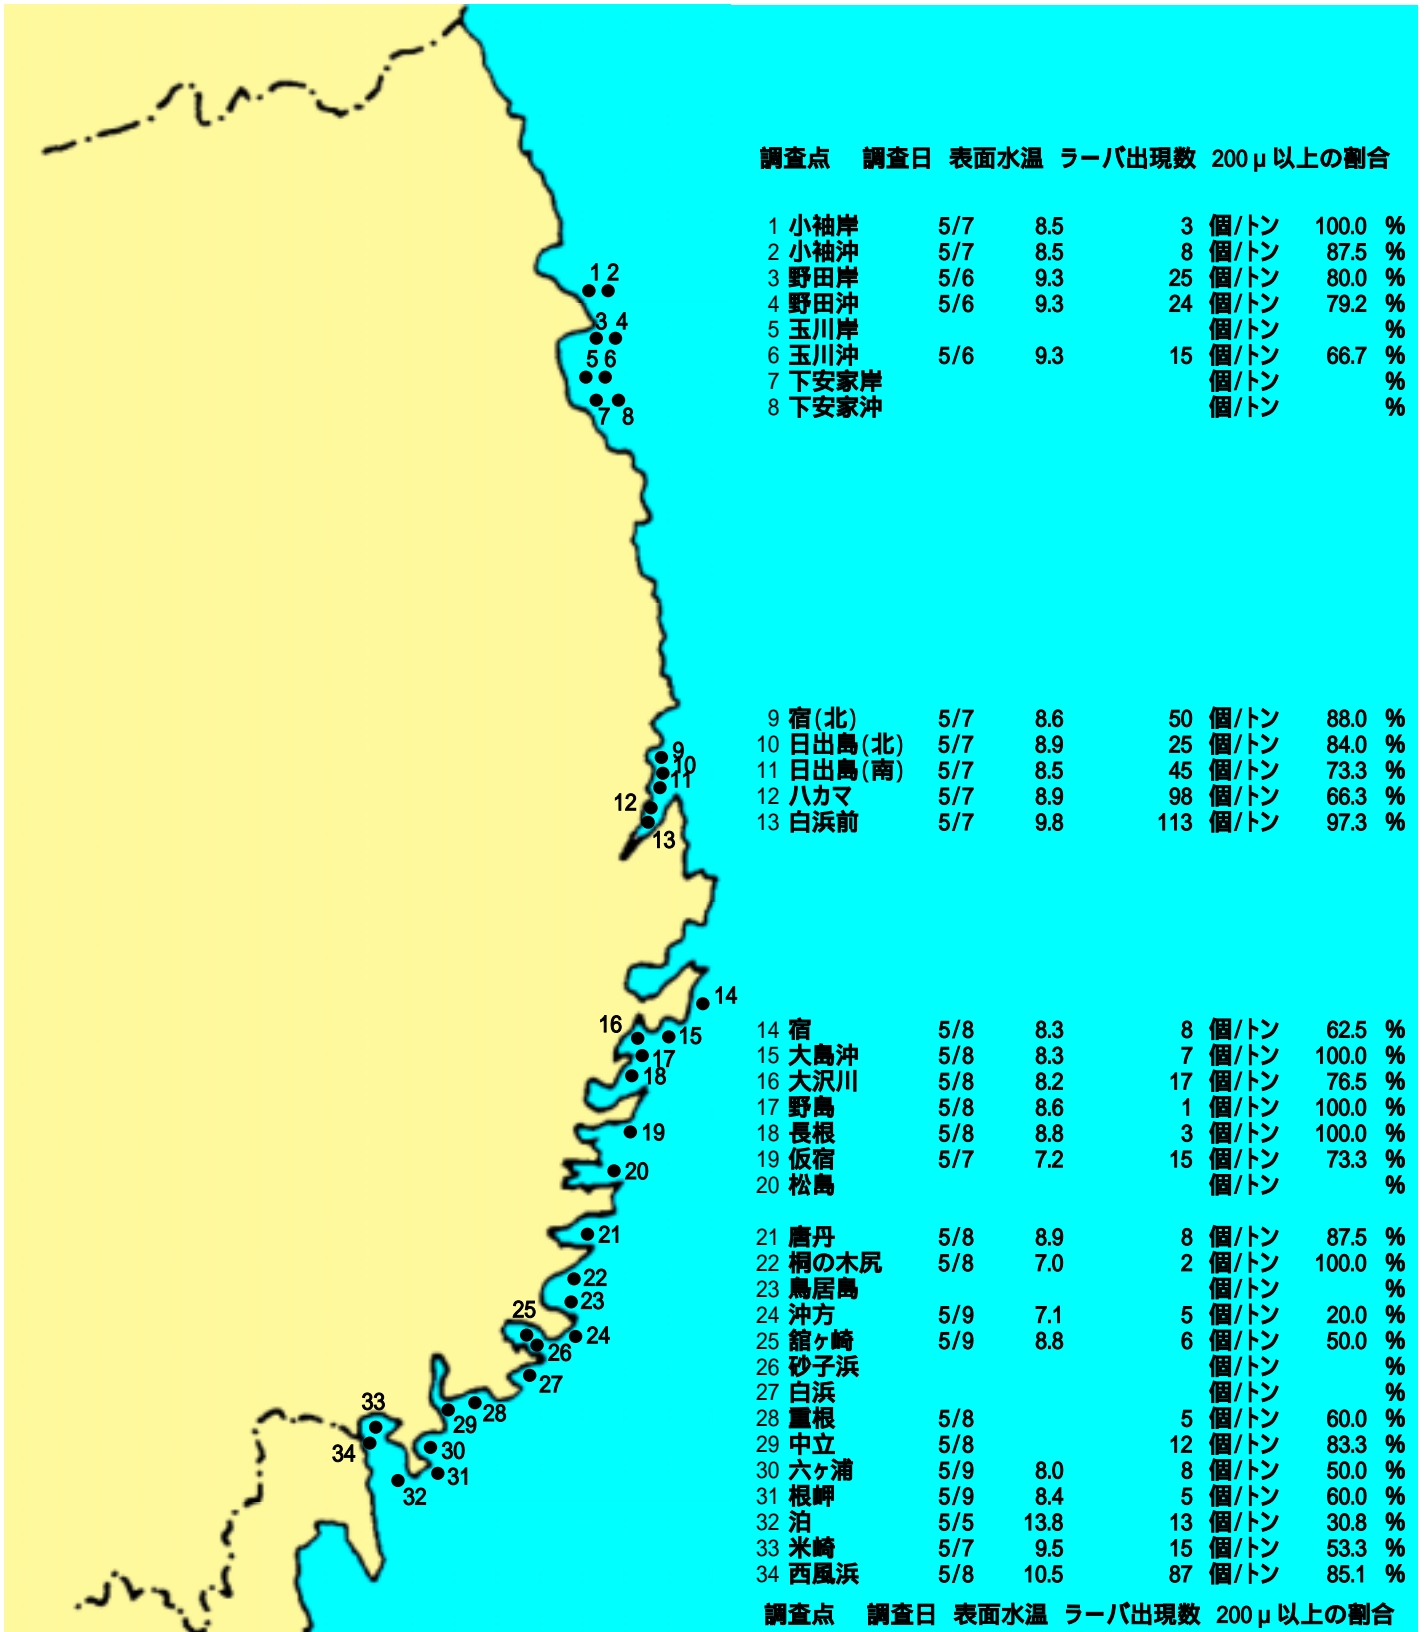 調査点 調査日 表面水温 ラーバ出現数 200μ以上の割合
1 小袖岸 5/7 8.5 3 個/トン 100.0 %
2 小袖沖 5/7 8.5 8 個/トン 87.5 %
3 野田岸 5/6 9.3 25 個/トン 80.0 %
4 野田沖 5/6 9.3 24 個/トン 79.2 %
5 玉川岸 個/トン %
6 玉川沖 5/6 9.3 15 個/トン 66.7 %
7 下安家岸 個/トン %
8 下安家沖 個/トン %
9 宿(北) 5/7 8.6 50 個/トン 88.0 %
10 日出島(北) 5/7 8.9 25 個/トン 84.0 %
11 日出島(南) 5/7 8.5 45 個/トン 73.3 %
12 ハカマ 5/7 8.9 98 個/トン 66.3 %
13 白浜前 5/7 9.8 113 個/トン 97.3 %
14 宿 5/8 8.3 8 個/トン 62.5 %
15 大島沖 5/8 8.3 7 個/トン 100.0 %
16 大沢川 5/8 8.2 17 個/トン 76.5 %
17 野島 5/8 8.6 1 個/トン 100.0 %
18 長根 5/8 8.8 3 個/トン 100.0 %
19 仮宿 5/7 7.2 15 個/トン 73.3 %
20 松島 個/トン %
21 唐丹 5/8 8.9 8 個/トン 87.5 %
22 桐の木尻 5/8 7.0 2 個/トン 100.0 %
23 鳥居島 個/トン %
24 沖方 5/9 7.1 5 個/トン 20.0 %
25 舘ヶ崎 5/9 8.8 6 個/トン 50.0 %
26 砂子浜 個/トン %
27 白浜 個/トン %
28 重根 5/8 5 個/トン 60.0 %
29 中立 5/8 12 個/トン 83.3 %
30 六ヶ浦 5/9 8.0 8 個/トン 50.0 %
31 根岬 5/9 8.4 5 個/トン 60.0 %
32 泊 5/5 13.8 13 個/トン 30.8 %
33 米崎 5/7 9.5 15 個/トン 53.3 %
34 西風浜 5/8 10.5 87 個/トン 85.1 %
調査点 調査日 表面水温 ラーバ出現数 200μ以上の割合
1 2
3 4
5 6
7 8
9
10
11
12
13
14
16 15
17
18
19
20
21
22
23
25 24
26
27
28
33 29
34 30
31
32